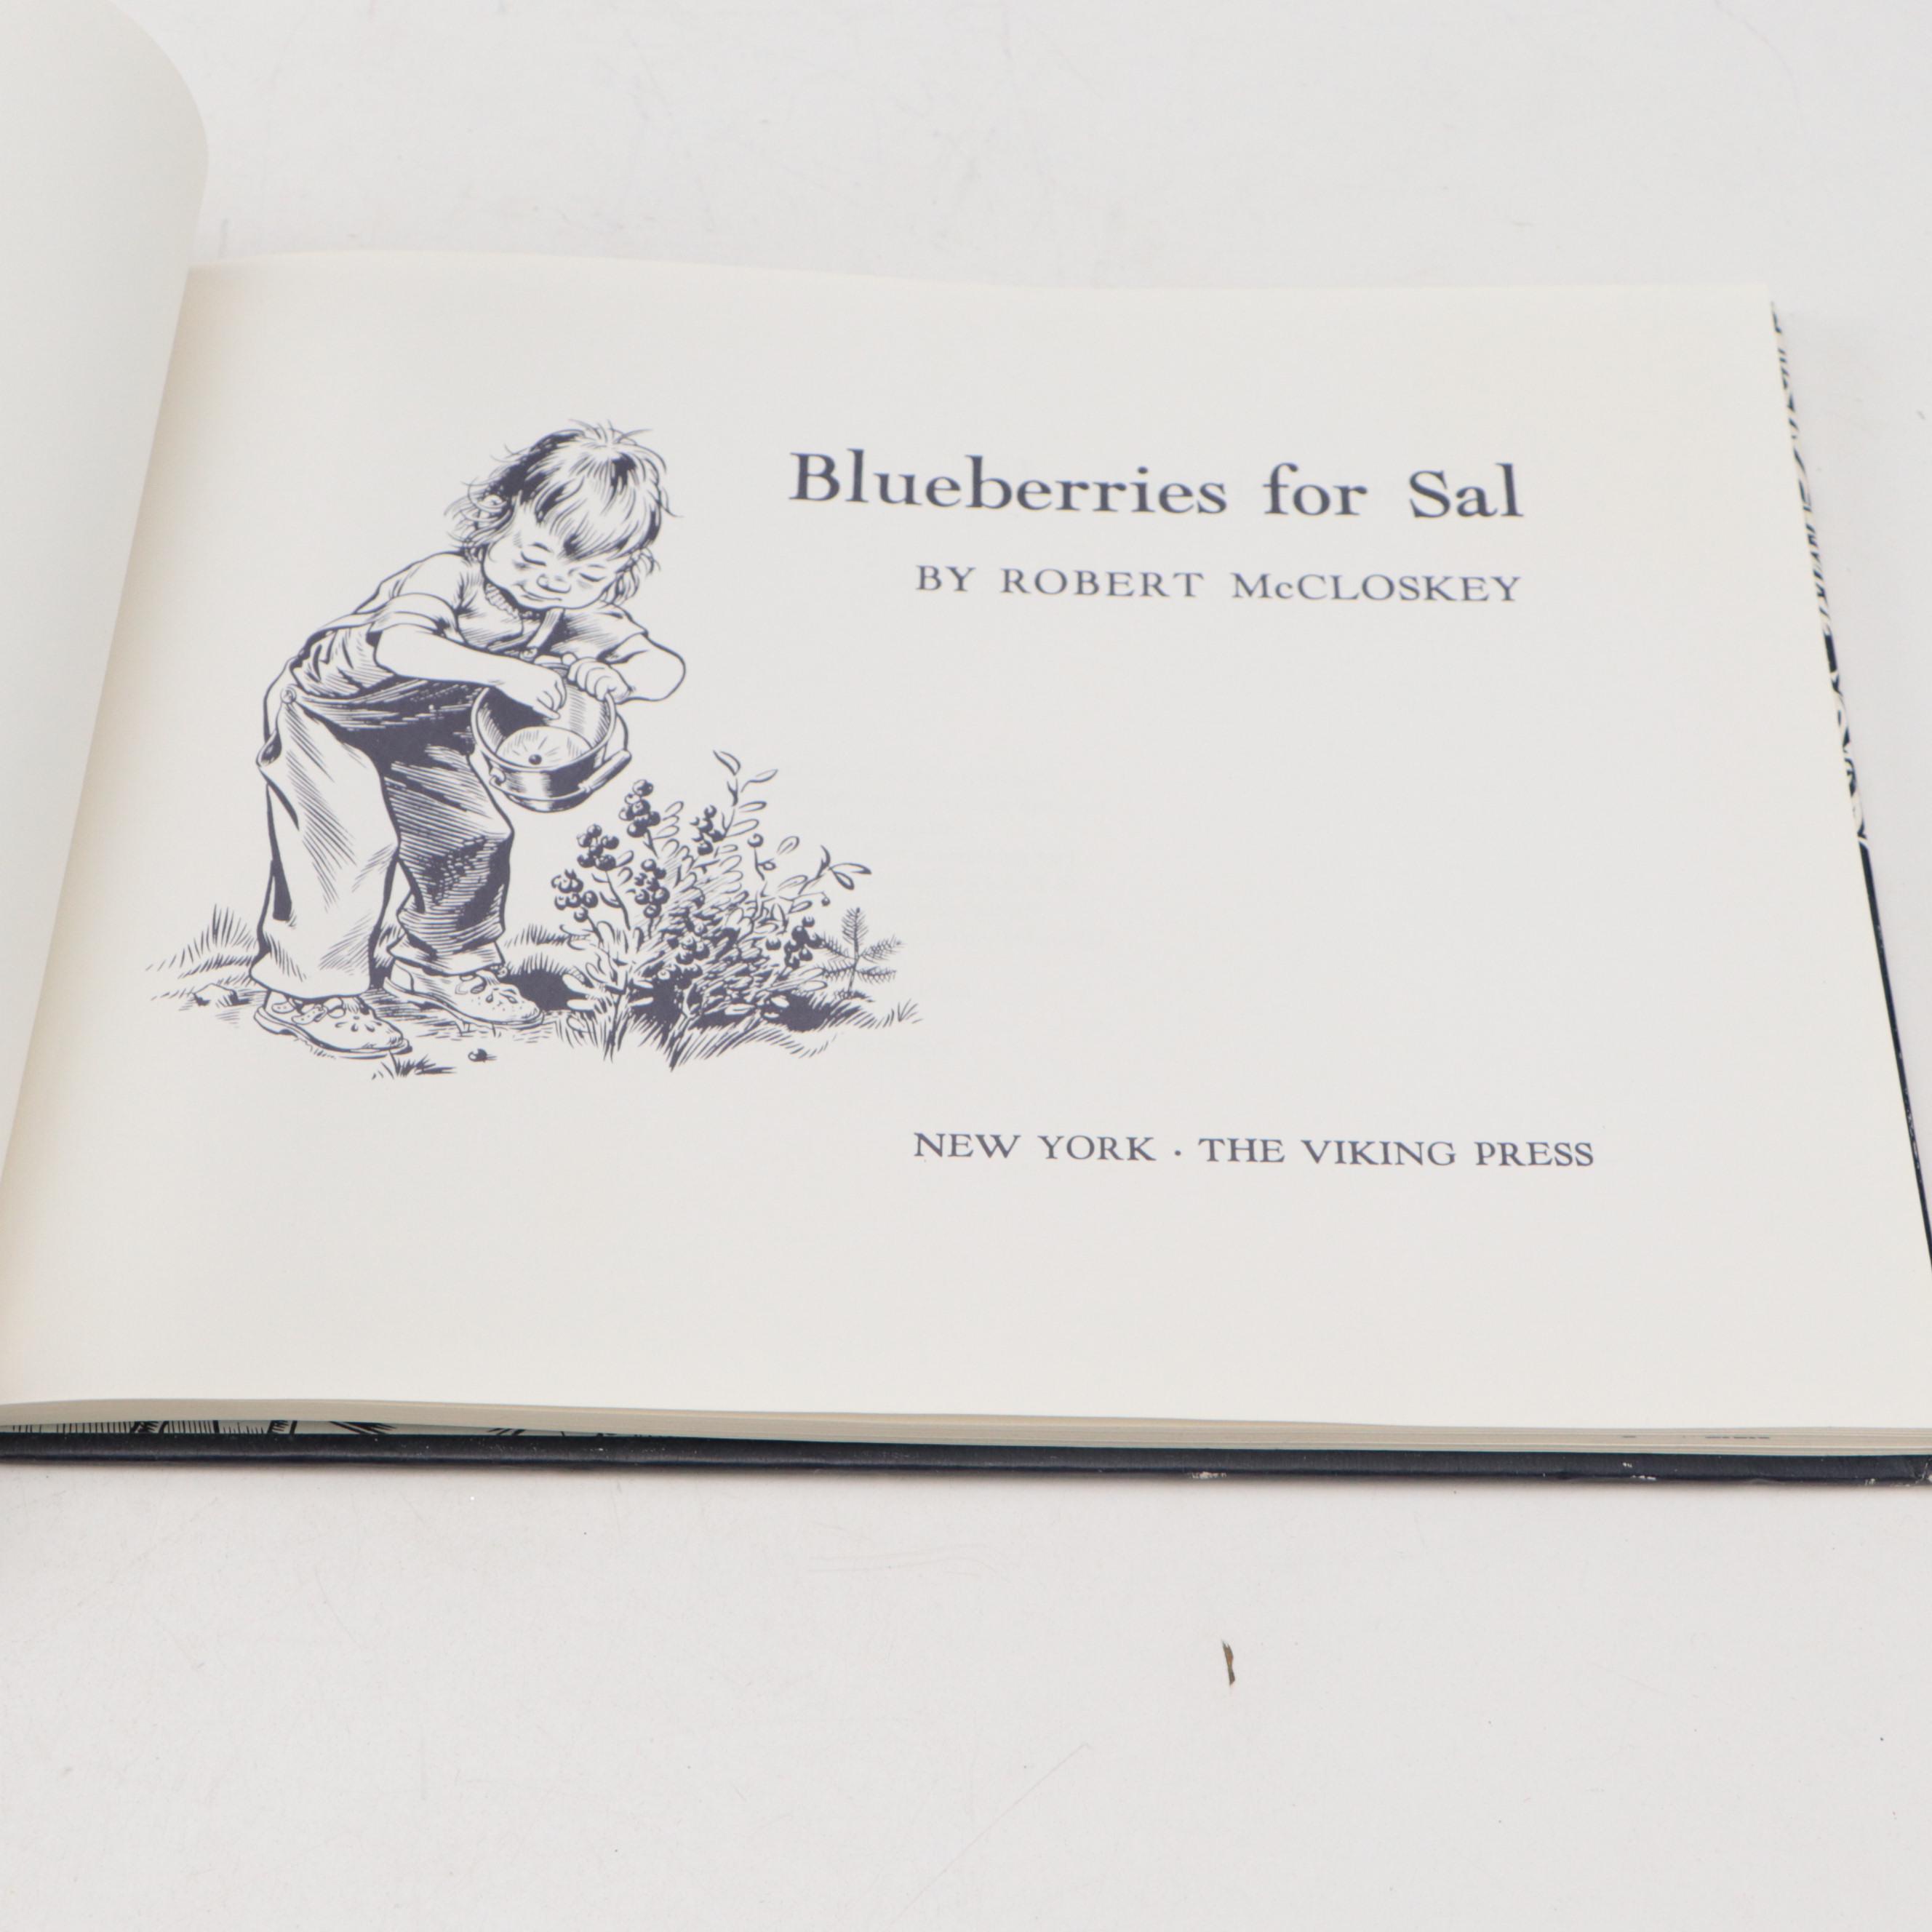 Blueberries for Sal
BY ROBERT McCLOSKEY
NEW YORK · THE VIKING PRESS